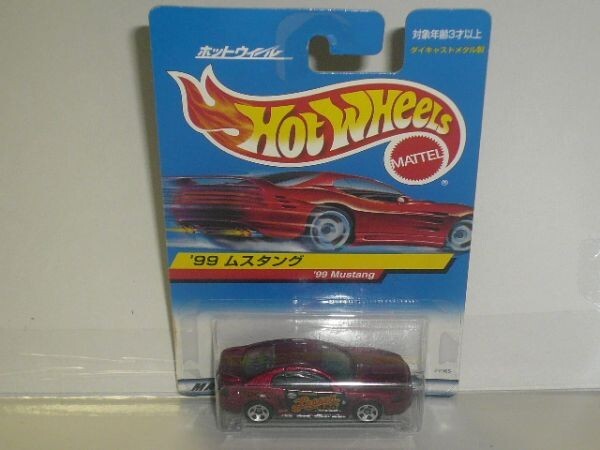 ホットウィール
対象年齢3才以上
ダイキャストメタル製
HOT WHEELS
MATTEL
®
'99 ムスタング
'99 Mustang